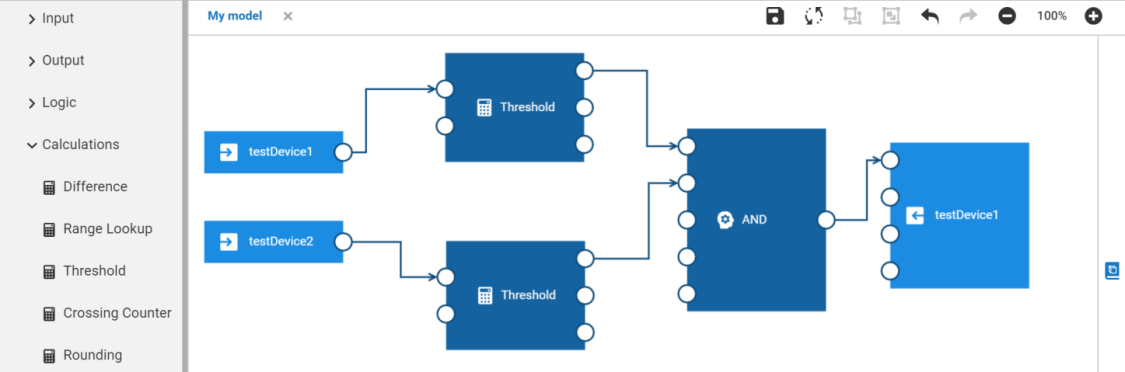 Input
Output
Logic
Calculations
Difference
Range Lookup
Threshold
Crossing Counter
Rounding
My model
100%
testDevice1
Threshold
testDevice2
Threshold
AND
testDevice1